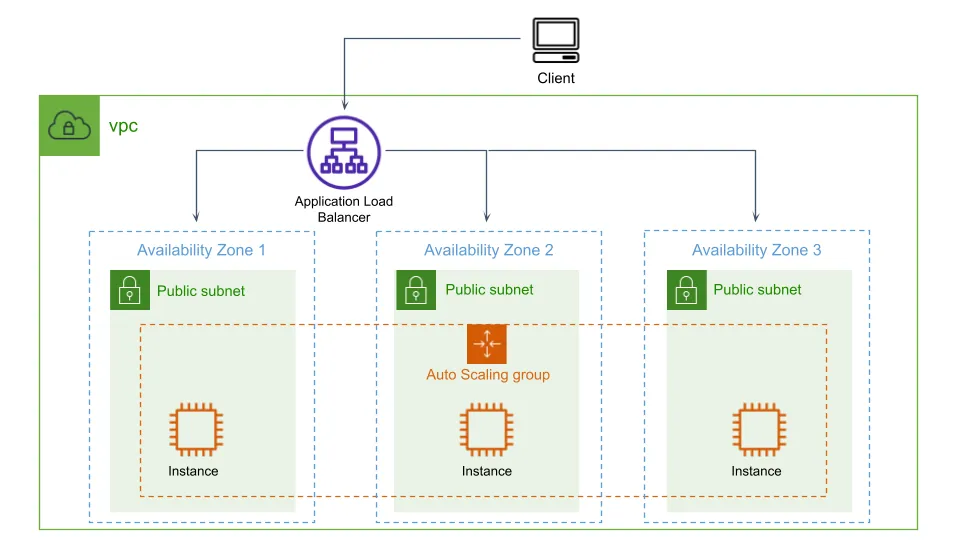 Client
vpc
Application Load
Balancer
Availability Zone 1
Availability Zone 2
Availability Zone 3
Public subnet
Public subnet
Public subnet
Auto Scaling group
Instance
Instance
Instance